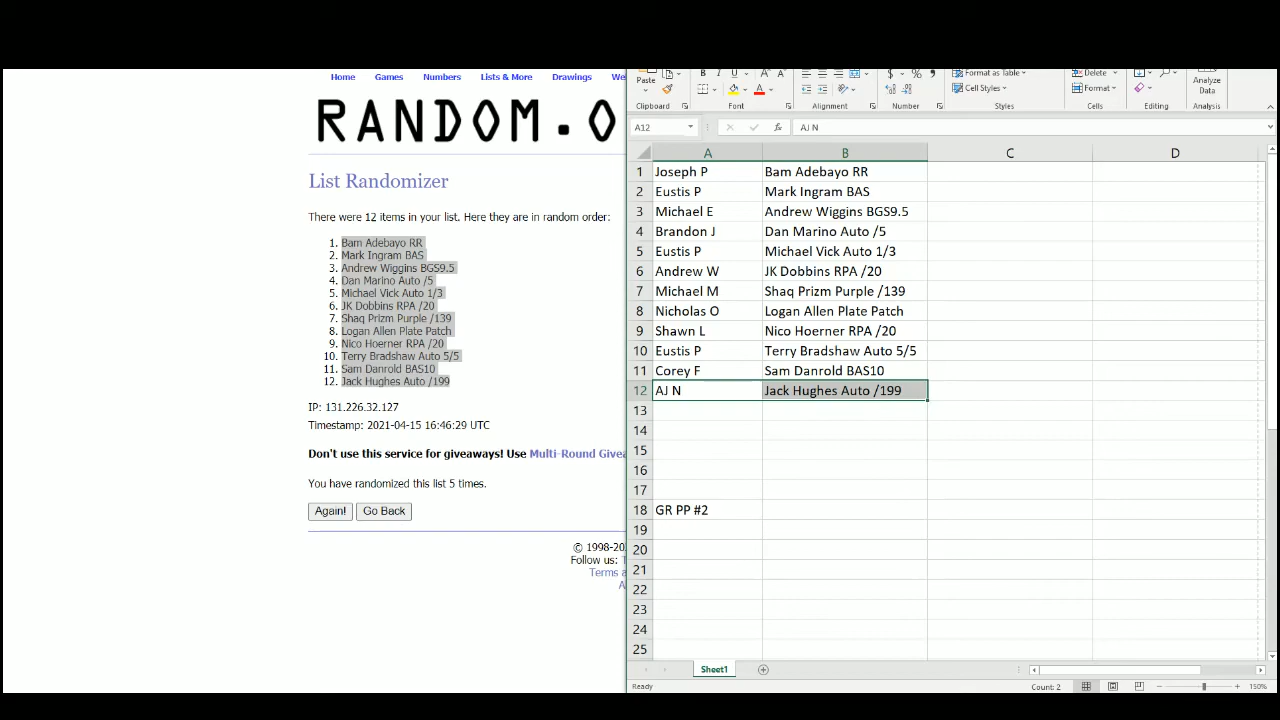 Home Games Numbers Lists & More Drawings
RANDOM.O
List Randomizer
There were 12 items in your list. Here they are in random order:
1. Bam Adebayo RR
2. Mark Ingram BAS
3. Andrew Wiggins BGS9.5
4. Dan Marino Auto /5
5. Michael Vick Auto 1/3
6. JK Dobbins RPA /20
7. Shaq Prizm Purple /139
8. Logan Allen Plate Patch
9. Nico Hoerner RPA /20
10. Terry Bradshaw Auto 5/5
11. Sam Danrold BAS10
12. Jack Hughes Auto /199
IP: 131.226.32.127
Timestamp: 2021-04-15 16:46:29 UTC
Don't use this service for giveaways! Use Multi-Round Givea
You have randomized this list 5 times.
Again! Go Back
© 1998-20
Follow us:
Terms a
Paste B I U A A $ % 9 Format as Table Delete Analyze
Cell Styles Format Data
Clipboard Font Alignment Number Styles Cells Editing Analysis
A12 fx AJ N
A B C D
1 Joseph P Bam Adebayo RR
2 Eustis P Mark Ingram BAS
3 Michael E Andrew Wiggins BGS9.5
4 Brandon J Dan Marino Auto /5
5 Eustis P Michael Vick Auto 1/3
6 Andrew W JK Dobbins RPA /20
7 Michael M Shaq Prizm Purple /139
8 Nicholas O Logan Allen Plate Patch
9 Shawn L Nico Hoerner RPA /20
10 Eustis P Terry Bradshaw Auto 5/5
11 Corey F Sam Danrold BAS10
12 AJ N Jack Hughes Auto /199
13
14
15
16
17
18 GR PP #2
19
20
21
22
23
24
25
Sheet1
Ready Count: 2 150%